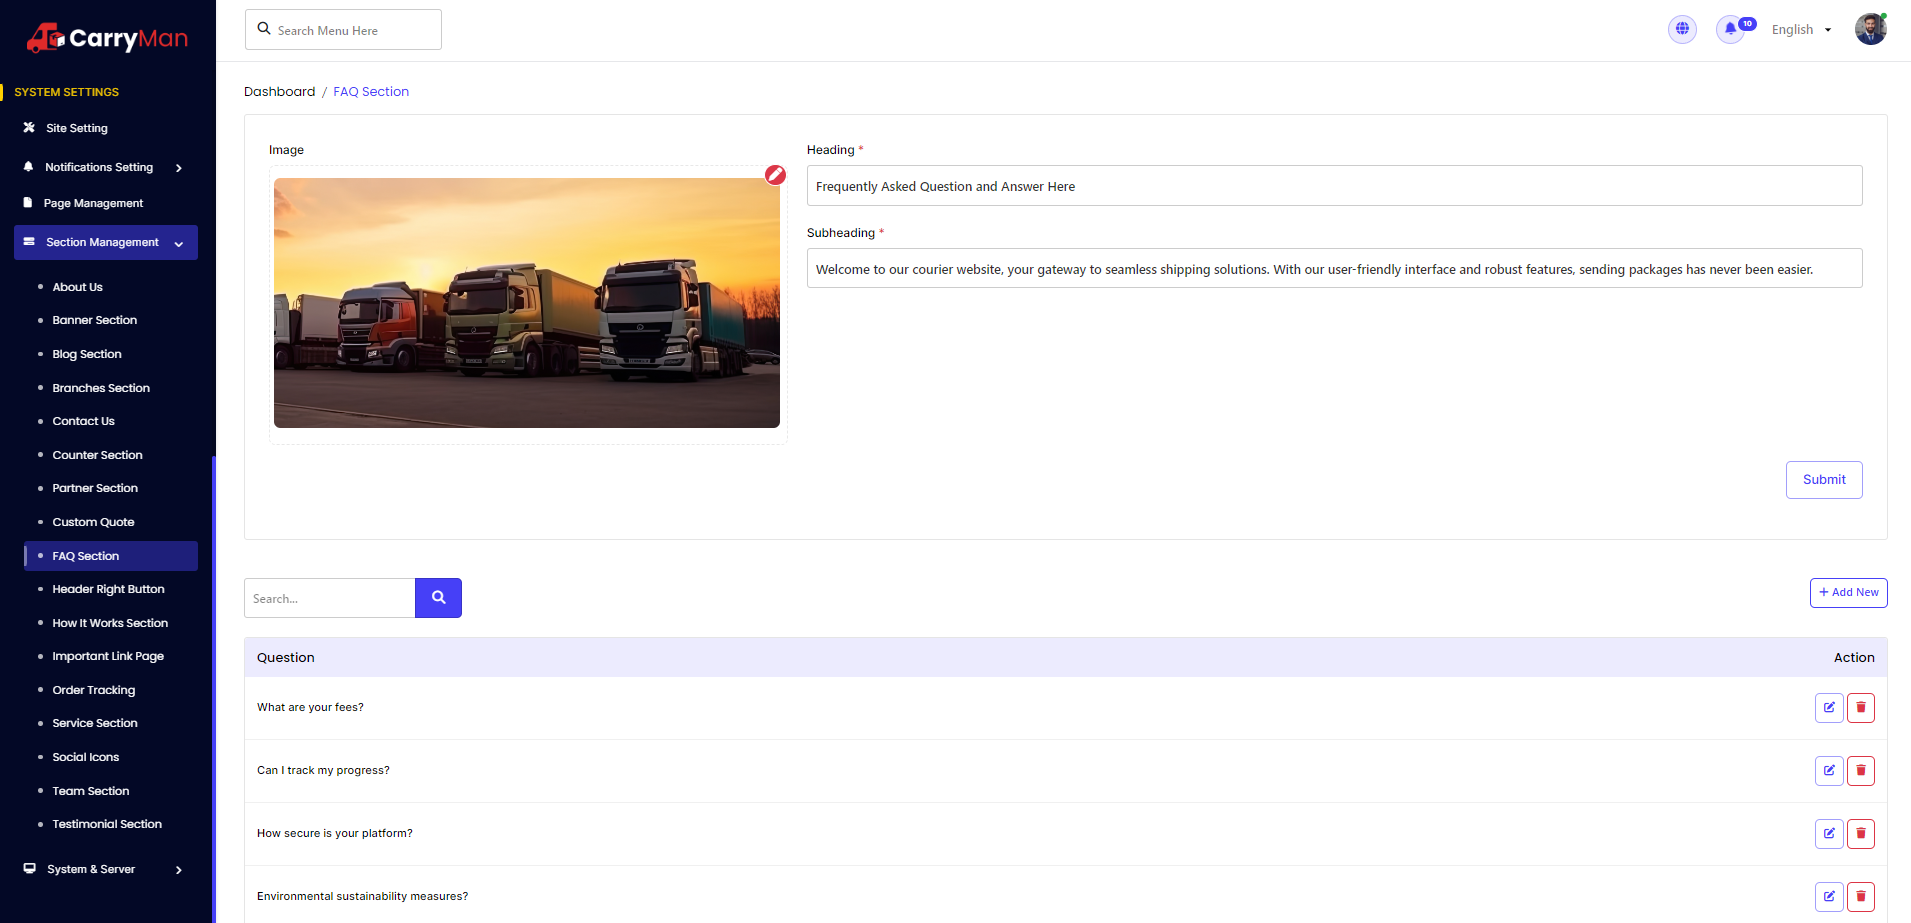 CarryMan
Search Menu Here
10
English
SYSTEM SETTINGS
Site Setting
Notifications Setting
Page Management
Section Management
About Us
Banner Section
Blog Section
Branches Section
Contact Us
Counter Section
Partner Section
Custom Quote
FAQ Section
Header Right Button
How It Works Section
Important Link Page
Order Tracking
Service Section
Social Icons
Team Section
Testimonial Section
System & Server
Dashboard / FAQ Section
Image
Heading *
Frequently Asked Question and Answer Here
Subheading *
Welcome to our courier website, your gateway to seamless shipping solutions. With our user-friendly interface and robust features, sending packages has never been easier.
Submit
Search...
+ Add New
Question Action
What are your fees?
Can I track my progress?
How secure is your platform?
Environmental sustainability measures?